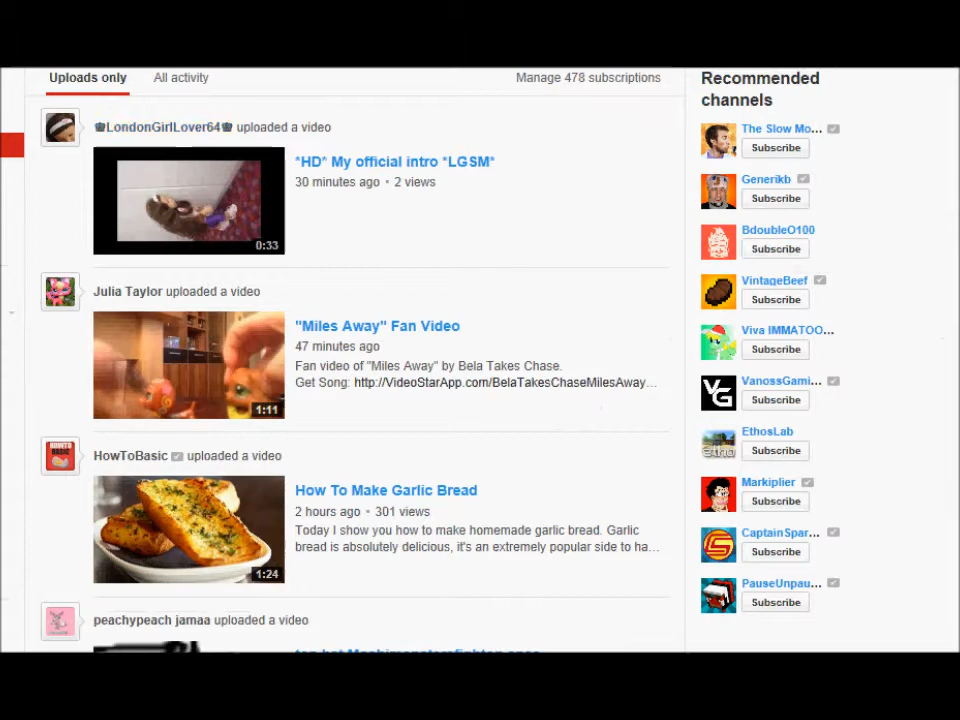 Uploads only
All activity
Manage 478 subscriptions
♚LondonGirlLover64♚ uploaded a video
*HD* My official intro *LGSM*
30 minutes ago • 2 views
0:33
Julia Taylor uploaded a video
"Miles Away" Fan Video
47 minutes ago
Fan video of "Miles Away" by Bela Takes Chase.
Get Song: http://VideoStarApp.com/BelaTakesChaseMilesAway...
1:11
HowToBasic uploaded a video
How To Make Garlic Bread
2 hours ago • 301 views
Today I show you how to make homemade garlic bread. Garlic
bread is absolutely delicious, it's an extremely popular side to ha...
1:24
peachypeach jamaa uploaded a video
Recommended
channels
The Slow Mo...
Subscribe
Generikb
Subscribe
BdoubleO100
Subscribe
VintageBeef
Subscribe
Viva IMMATOO...
Subscribe
VanossGami...
Subscribe
EthosLab
Subscribe
Markiplier
Subscribe
CaptainSpar...
Subscribe
PauseUnpau...
Subscribe